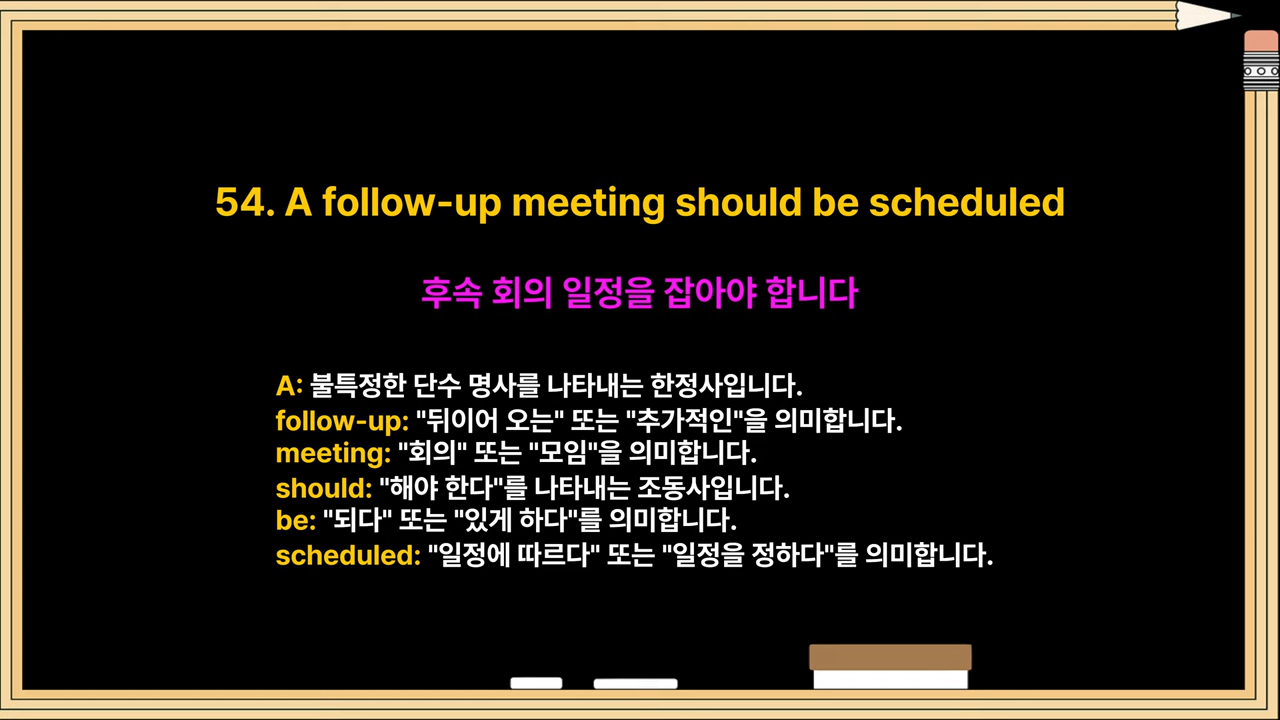 54. A follow-up meeting should be scheduled
후속 회의 일정을 잡아야 합니다
A: 불특정한 단수 명사를 나타내는 한정사입니다.
follow-up: "뒤이어 오는" 또는 "추가적인"을 의미합니다.
meeting: "회의" 또는 "모임"을 의미합니다.
should: "해야 한다"를 나타내는 조동사입니다.
be: "되다" 또는 "있게 하다"를 의미합니다.
scheduled: "일정에 따르다" 또는 "일정을 정하다"를 의미합니다.